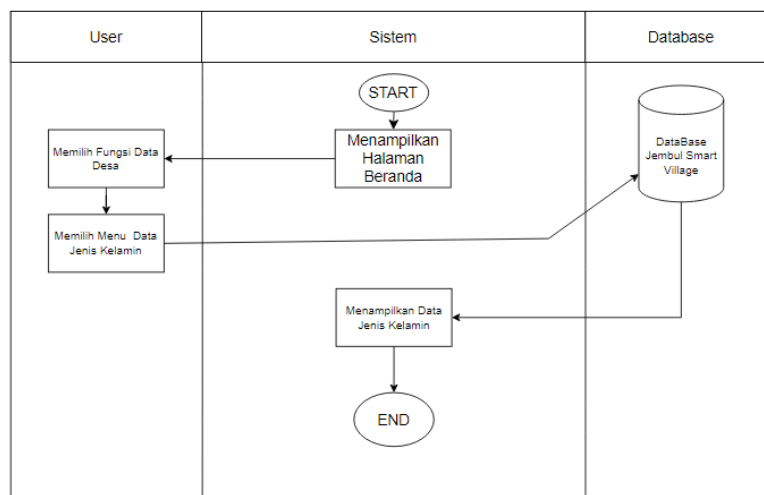 User
Sistem
Database
START
Menampilkan
Halaman
Beranda
Memilih Fungsi Data
Desa
Memilih Menu Data
Jenis Kelamin
DataBase
Jembul Smart
Village
Menampilkan Data
Jenis Kelamin
END